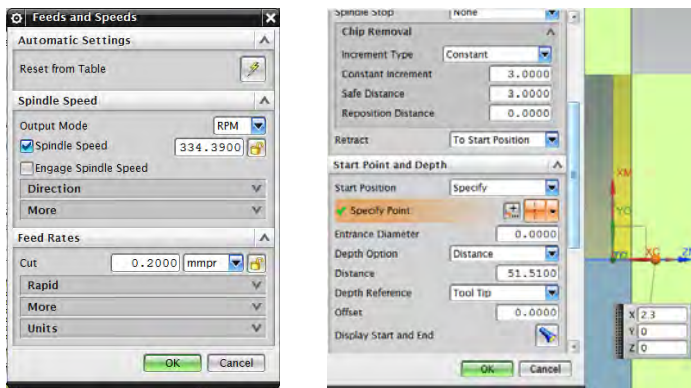 Feeds and Speeds
Automatic Settings
Reset from Table
Spindle Speed
Output Mode RPM
Spindle Speed 334.3900
Engage Spindle Speed
Direction
More
Feed Rates
Cut 0.2000 mmpr
Rapid
More
Units
OK Cancel
Spindle Stop None
Chip Removal
Increment Type Constant
Constant Increment 3.0000
Safe Distance 3.0000
Reposition Distance 0.0000
Retract To Start Position
Start Point and Depth
Start Position Specify
Specify Point
Entrance Diameter 0.0000
Depth Option Distance
Distance 51.5100
Depth Reference Tool Tip
Offset 0.0000
Display Start and End
OK Cancel
XM
YC
XC
X 2.3
Y 0
Z 0